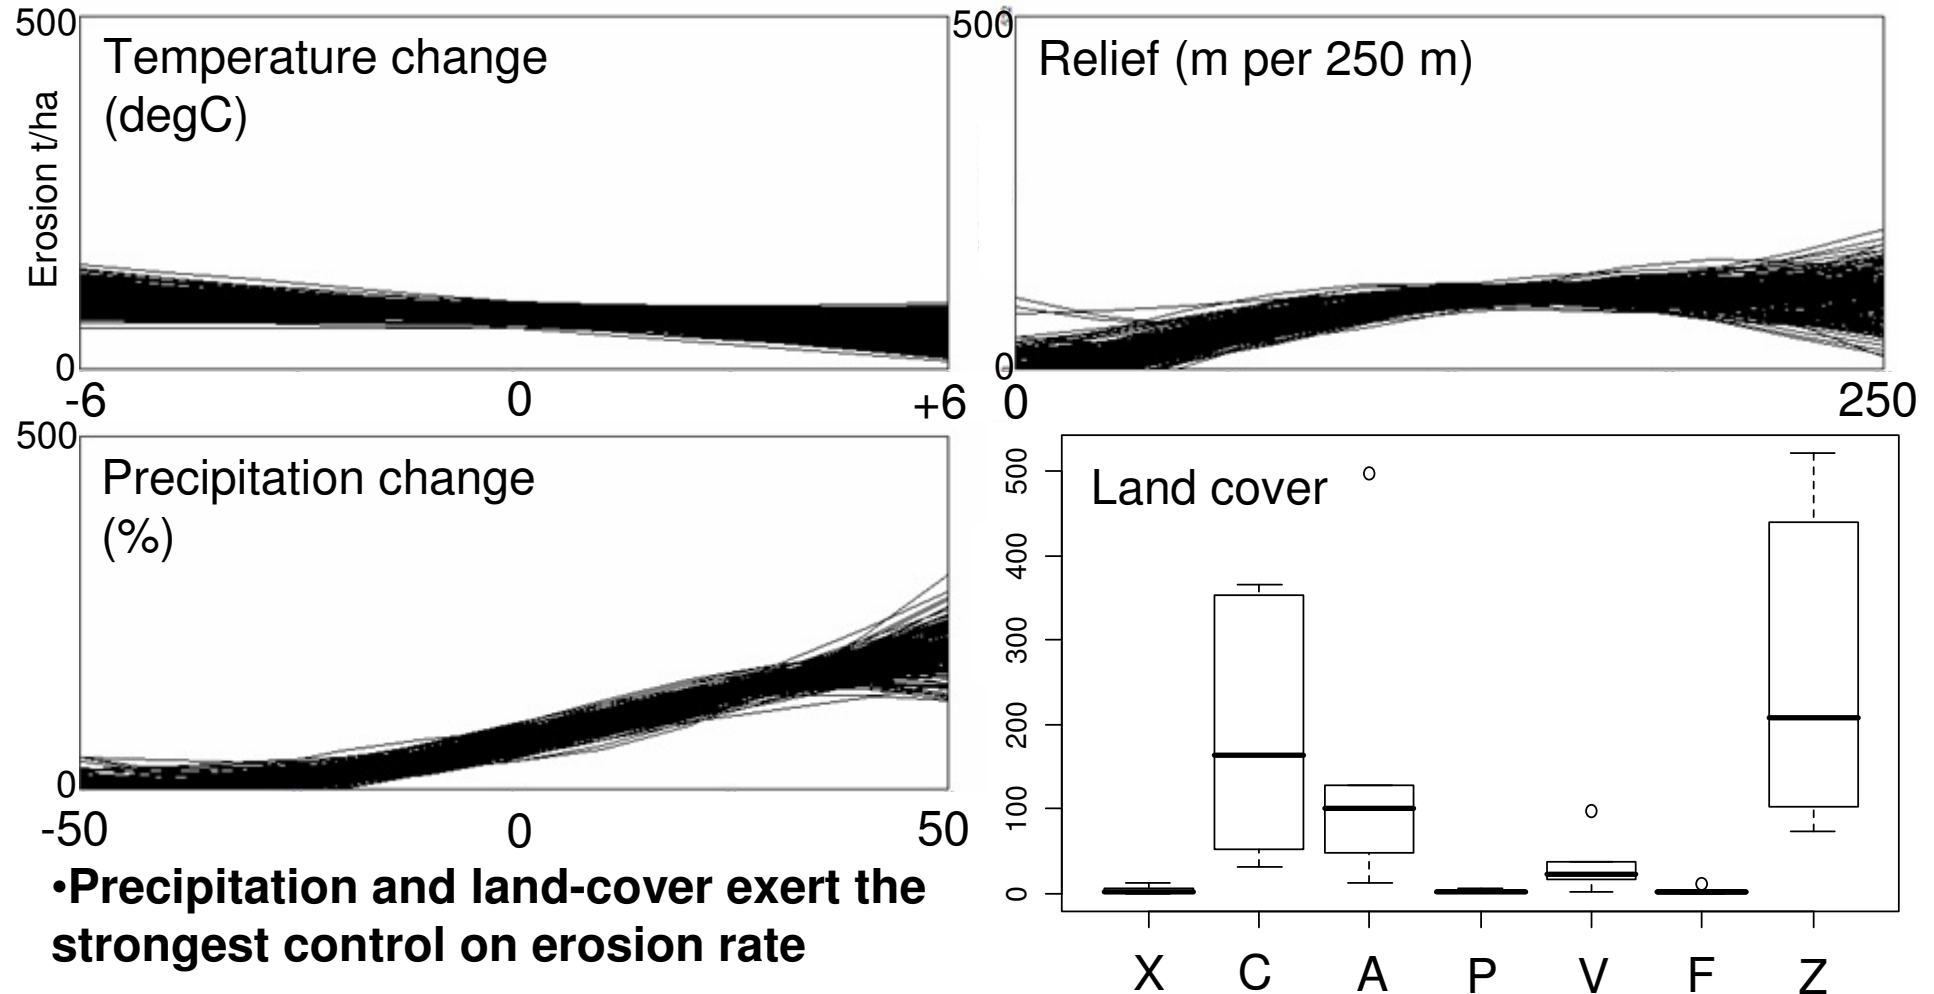 500
Temperature change
(degC)
Erosion t/ha
0
-6
0
+6
500
Relief (m per 250 m)
0
0
250
500
Precipitation change
(%)
0
-50
0
50
Land cover
500
400
300
200
100
0
X
C
A
P
V
F
Z
•Precipitation and land-cover exert the
strongest control on erosion rate